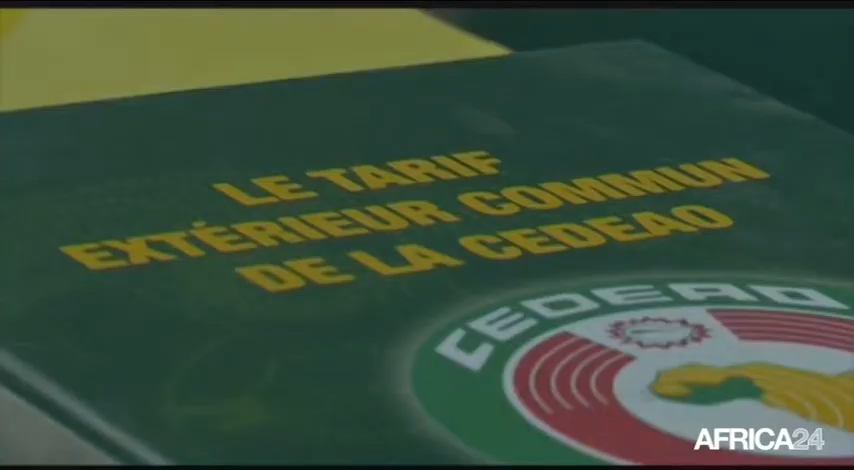 LE TARIF
EXTÉRIEUR COMMUN
DE LA CEDEAO
CEDEAO
AFRICA24